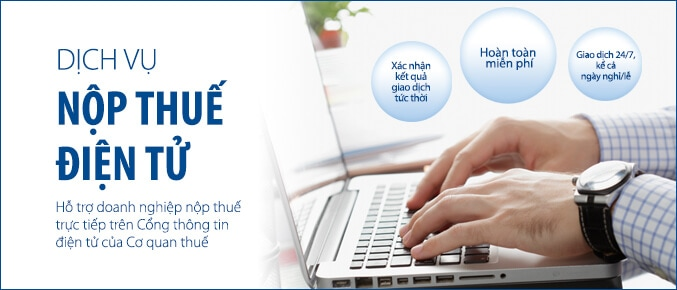 DỊCH VỤ
NỘP THUẾ
ĐIỆN TỬ
Hỗ trợ doanh nghiệp nộp thuế
trực tiếp trên Cổng thông tin
điện tử của Cơ quan thuế
Xác nhận
kết quả
giao dịch
tức thời
Hoàn toàn
miễn phí
Giao dịch 24/7,
kể cả
ngày nghỉ/lễ